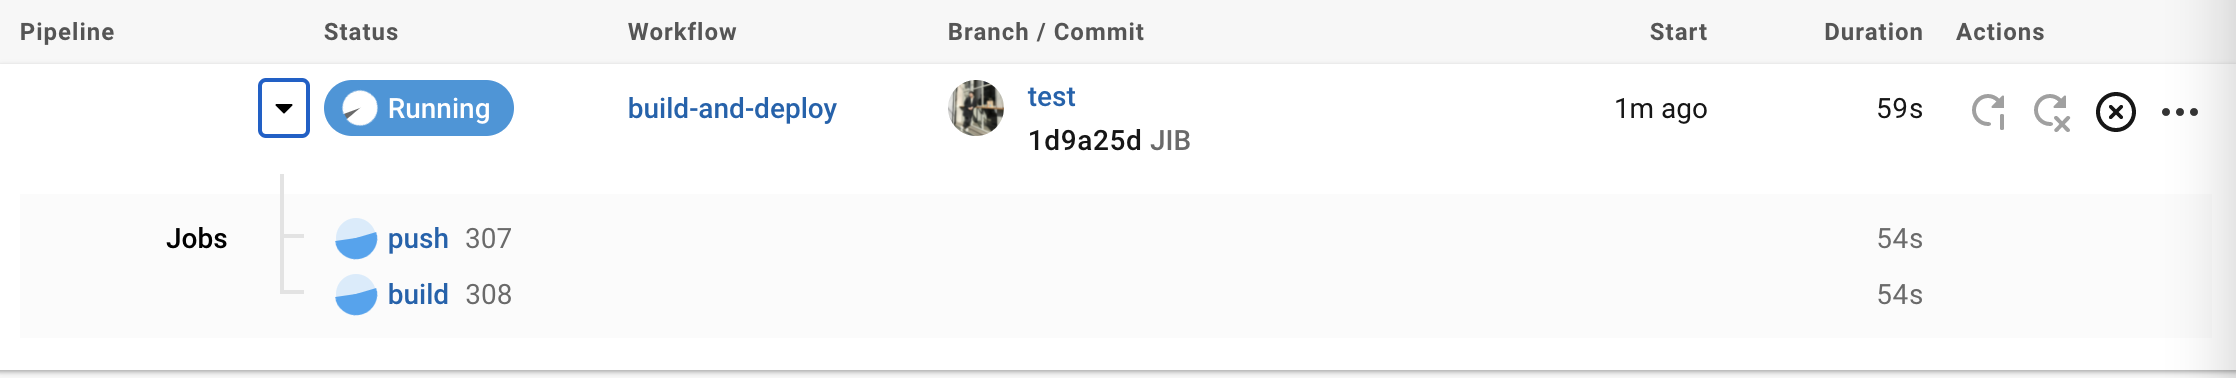 Pipeline Status Workflow Branch / Commit Start Duration Actions
Running build-and-deploy test 1m ago 59s
1d9a25d JIB
Jobs push 307 54s
build 308 54s